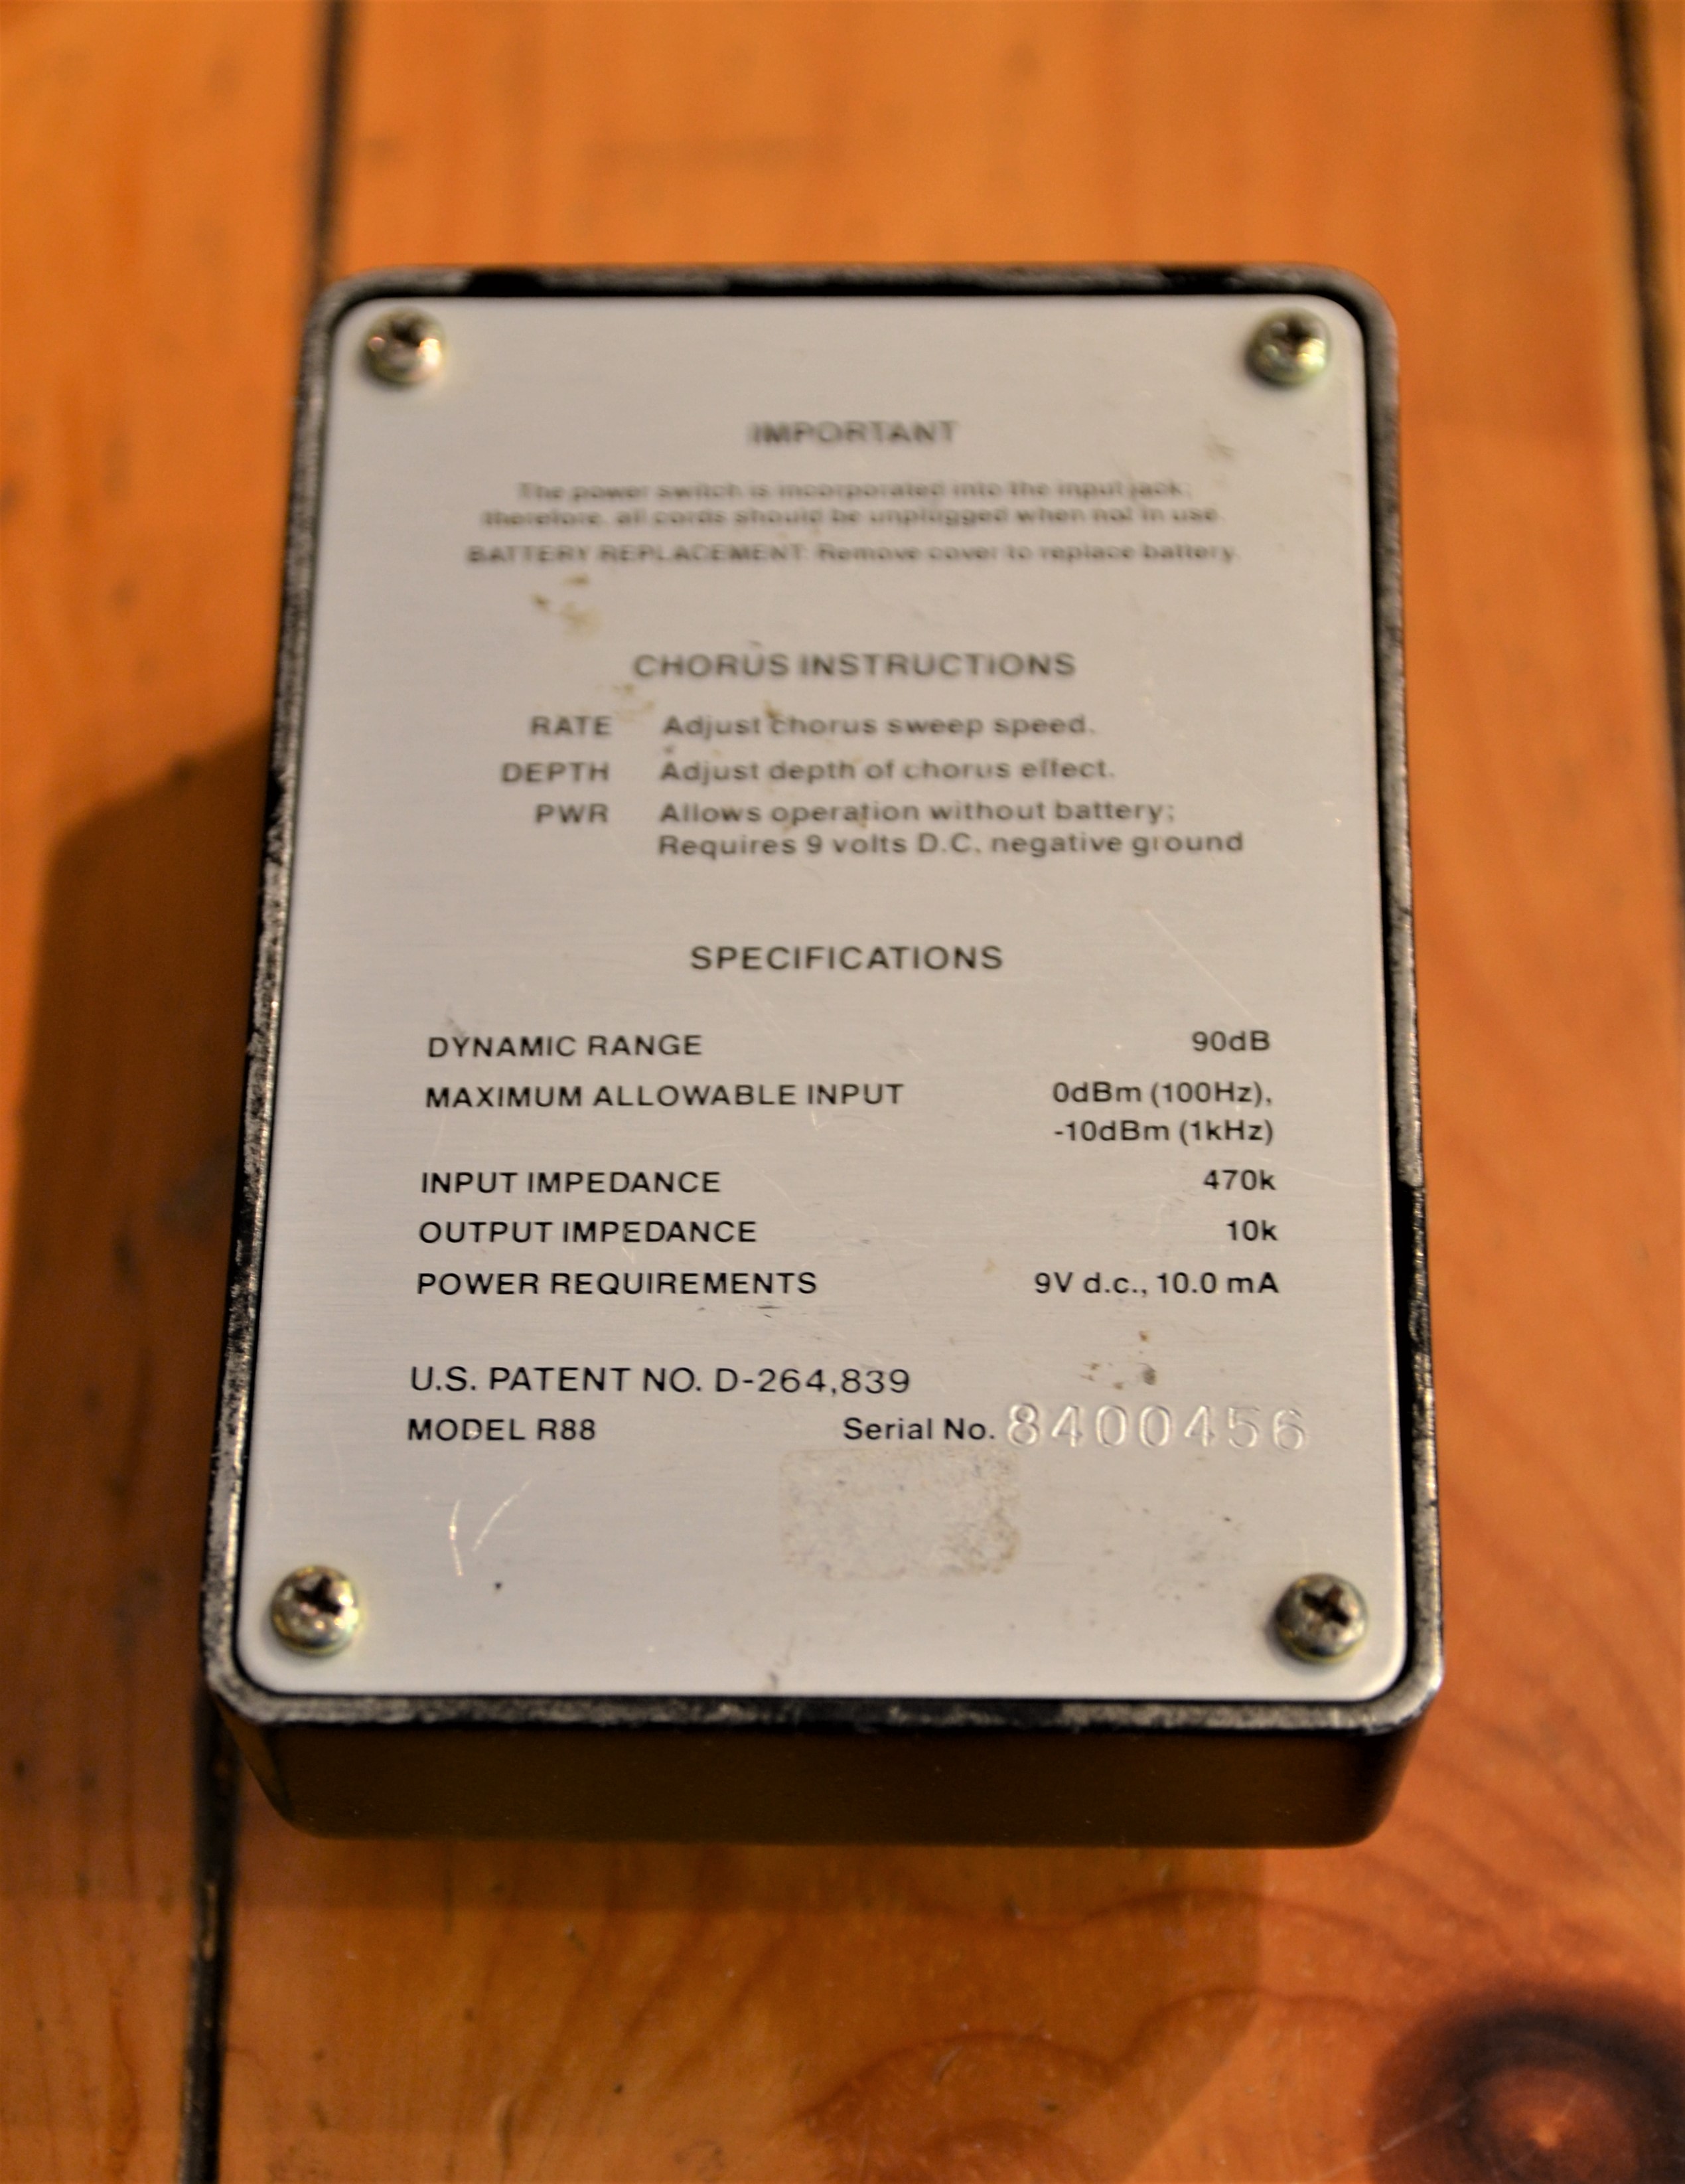 IMPORTANT
The power switch is incorporated into the input jack;
therefore, all cords should be unplugged when not in use.
BATTERY REPLACEMENT: Remove cover to replace battery.
CHORUS INSTRUCTIONS
RATE Adjust chorus sweep speed.
DEPTH Adjust depth of chorus effect.
PWR Allows operation without battery;
Requires 9 volts D.C. negative ground
SPECIFICATIONS
DYNAMIC RANGE 90dB
MAXIMUM ALLOWABLE INPUT 0dBm (100Hz),
-10dBm (1kHz)
INPUT IMPEDANCE 470k
OUTPUT IMPEDANCE 10k
POWER REQUIREMENTS 9V d.c., 10.0 mA
U.S. PATENT NO. D-264,839
MODEL R88 Serial No. 8400456